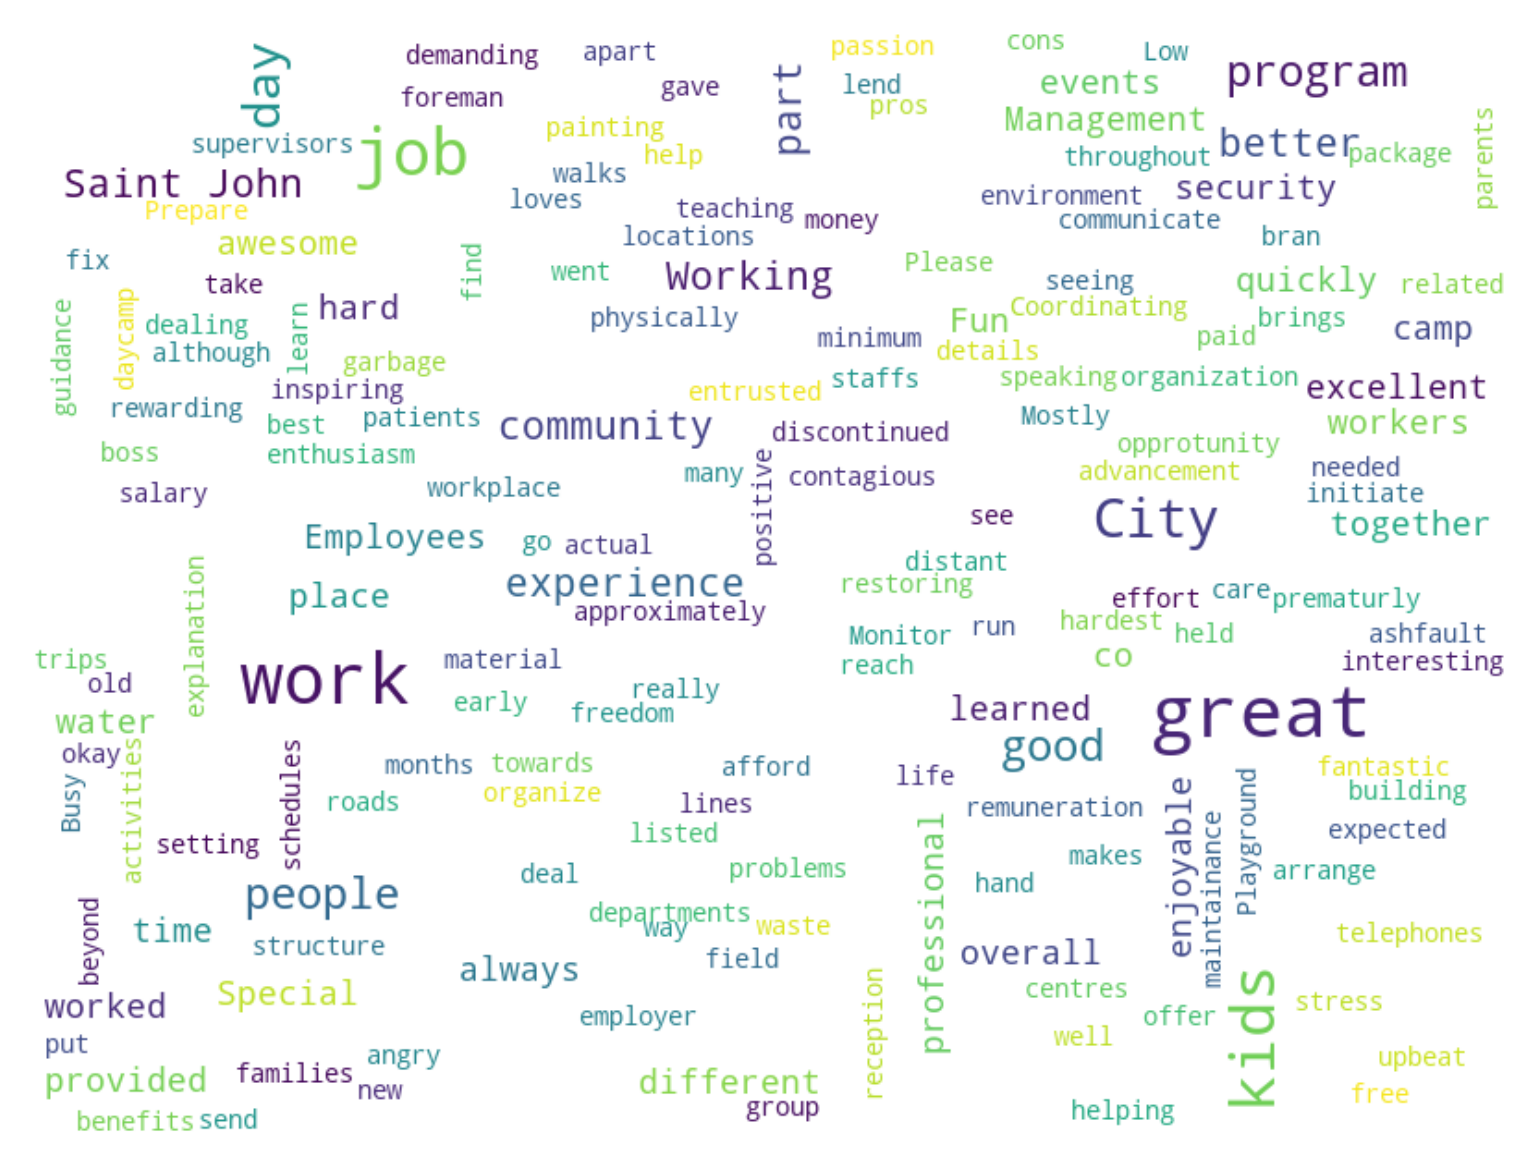 day
demanding
apart
passion
cons
Low
program
foreman
gave
part
lend
pros
events
Management
supervisors
job
painting
help
throughout
better
package
parents
Saint John
Prepare
walks
loves
teaching
money
environment
security
communicate
awesome
locations
bran
fix
take
find
went
Working
Please
seeing
quickly
related
guidance
daycamp
dealing
learn
hard
physically
minimum
Fun
Coordinating
brings
paid
camp
although
garbage
details
inspiring
entrusted
staffs
speaking
organization
excellent
rewarding
best
patients
community
discontinued
Mostly
workers
boss
enthusiasm
opprotunity
salary
workplace
many
positive
contagious
advancement
needed
initiate
Employees
go
actual
see
City
together
distant
explanation
place
experience
approximately
restoring
effort
care
prematurly
Monitor
run
hardest
held
ashfault
trips
old
work
material
reach
co
interesting
water
early
really
freedom
learned
great
okay
activities
schedules
months
towards
afford
good
life
fantastic
Busy
roads
organize
lines
professional
remuneration
enjoyable
maintainance
Playground
building
setting
listed
expected
deal
problems
makes
hand
arrange
beyond
people
departments
way
waste
time
structure
always
field
overall
telephones
worked
Special
reception
centres
kids
stress
put
employer
well
offer
angry
upbeat
provided
families
new
different
group
free
benefits
send
helping